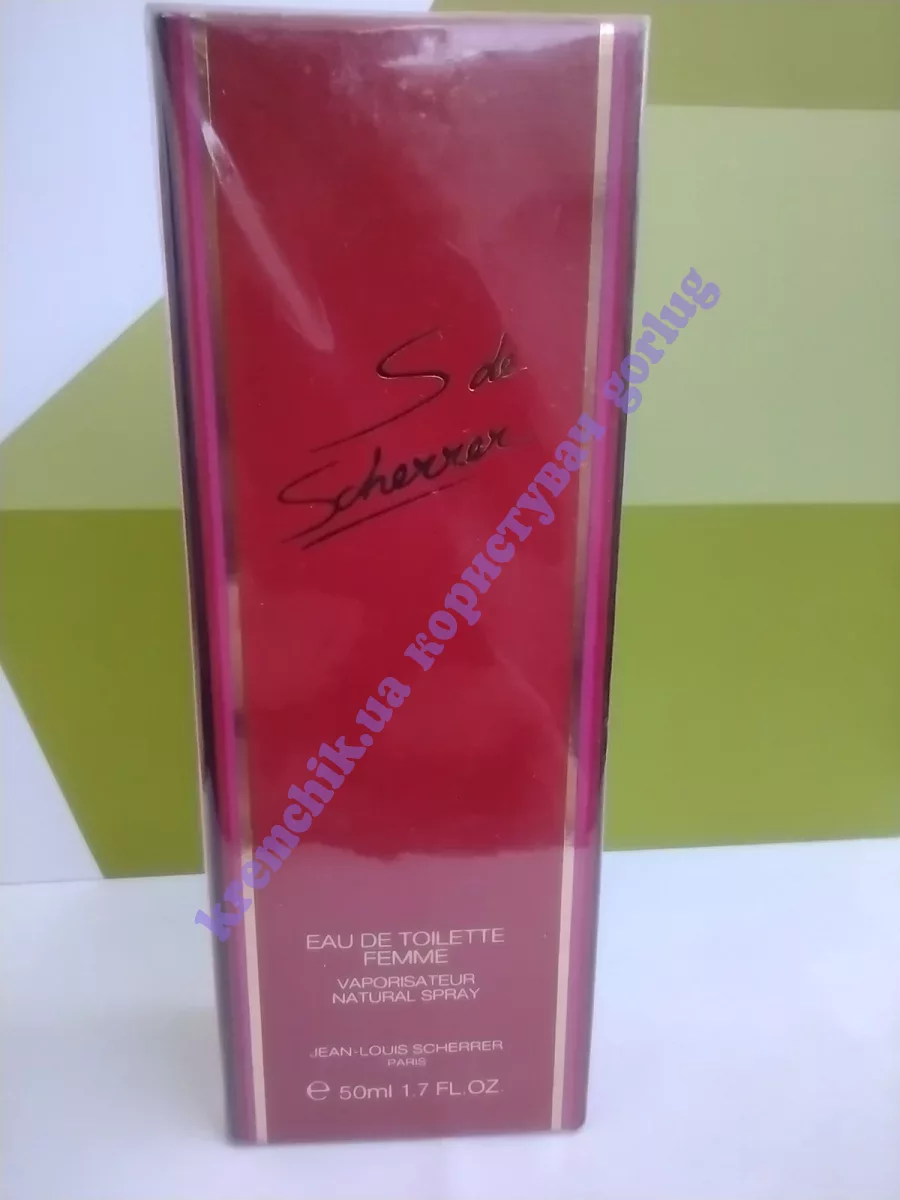 S de
Scherrer
kremchik.ua користувач gorlug
EAU DE TOILETTE
FEMME
VAPORISATEUR
NATURAL SPRAY
JEAN-LOUIS SCHERRER
PARIS
e 50ml 1.7 FL.OZ.